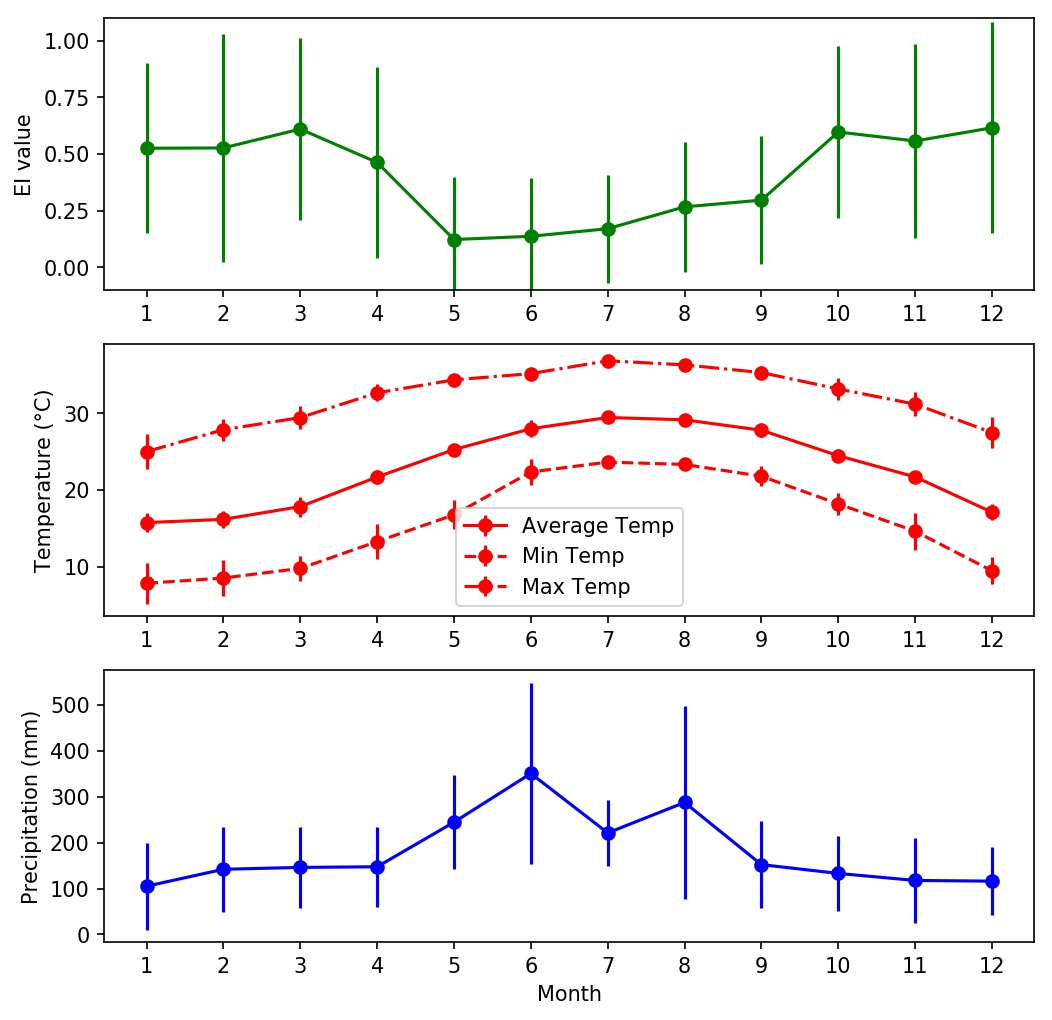 EI value
1.00
0.75
0.50
0.25
0.00
1 2 3 4 5 6 7 8 9 10 11 12
Temperature (°C)
30
20
10
Average Temp
Min Temp
Max Temp
1 2 3 4 5 6 7 8 9 10 11 12
Precipitation (mm)
500
400
300
200
100
0
1 2 3 4 5 6 7 8 9 10 11 12
Month